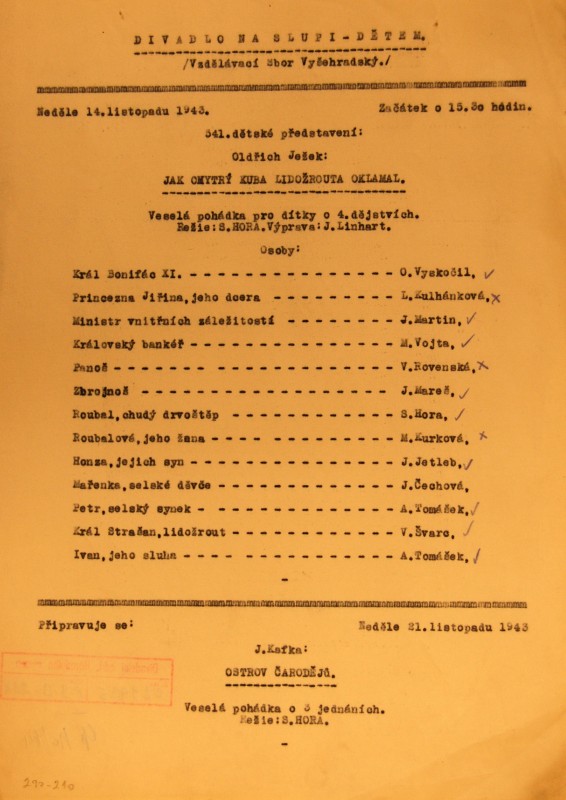 DIVADLO NA SLUPI - DĚTEM.
/Vzdělávací Sbor Vyšehradský./
Neděle 14.listopadu 1943. Začátek o 15.30 hodin.
541.dětské představení:
Oldřich Ješek:
JAK CHYTRÝ KUBA LIDOŽROUTA OKLAMAL.
Veselá pohádka pro dítky o 4.dějstvích.
Režie:S.HORA.Výprava:J.Linhart.
Osoby:
Král Bonifác XI. - - - - - - - - - - - - - - - O.Vyskočil,
Princezna Jiřina,jeho dcera - - - - - - - - - L.Kulhánková,
Ministr vnitřních záležitostí - - - - - - - - J.Martin,
Královský bankéř - - - - - - - - - - - - - - - M.Vojta,
Panoš - - - - - - - - - - - - - - - - - - - - V.Rovenská,
Zbrojnoš - - - - - - - - - - - - - - - - - - - J.Mareš,
Roubal,chudý drvoštěp - - - - - - - - - - - - S.Hora,
Roubalová,jeho žena - - - - - - - - - - - - - M.Kurková,
Honza,jejich syn - - - - - - - - - - - - - - - J.Jetleb,
Mařenka,selské děvče - - - - - - - - - - - - - J.Čechová,
Petr,selský synek - - - - - - - - - - - - - - A.Tomášek,
Král Stračan,lidožrout - - - - - - - - - - - - V.Švarc,
Ivan,jeho sluha - - - - - - - - - - - - - - - A.Tomášek,
-
Připravuje se: Neděle 21.listopadu 1943
J.Kafka:
OSTROV ČARODĚJŮ.
Veselá pohádka o 3 jednáních.
Režie:S.HORA.
-
210-210